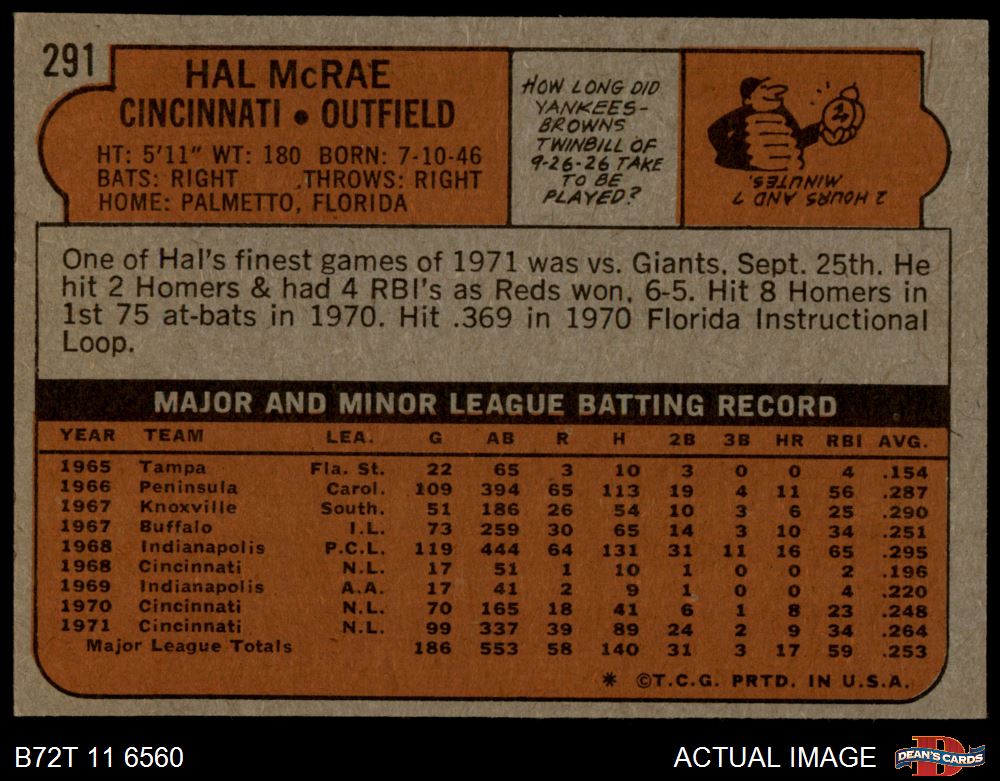 291
HAL McRAE
CINCINNATI • OUTFIELD
HT: 5'11" WT: 180 BORN: 7-10-46
BATS: RIGHT THROWS: RIGHT
HOME: PALMETTO, FLORIDA
HOW LONG DID
YANKEES-
BROWNS
TWINBILL OF
9-26-26 TAKE
TO BE
PLAYED?
2 HOURS AND 7
MINUTES.
One of Hal's finest games of 1971 was vs. Giants, Sept. 25th. He
hit 2 Homers & had 4 RBI's as Reds won, 6-5. Hit 8 Homers in
1st 75 at-bats in 1970. Hit .369 in 1970 Florida Instructional
Loop.
MAJOR AND MINOR LEAGUE BATTING RECORD
YEAR TEAM LEA. G AB R H 2B 3B HR RBI AVG.
1965 Tampa Fla. St. 22 65 3 10 3 0 0 4 .154
1966 Peninsula Carol. 109 394 65 113 19 4 11 56 .287
1967 Knoxville South. 51 186 26 54 10 3 6 25 .290
1967 Buffalo I.L. 73 259 30 65 14 3 10 34 .251
1968 Indianapolis P.C.L. 119 444 64 131 31 11 16 65 .295
1968 Cincinnati N.L. 17 51 1 10 1 0 0 2 .196
1969 Indianapolis A.A. 17 41 2 9 1 0 0 4 .220
1970 Cincinnati N.L. 70 165 18 41 6 1 8 23 .248
1971 Cincinnati N.L. 99 337 39 89 24 2 9 34 .264
Major League Totals 186 553 58 140 31 3 17 59 .253
* ©T.C.G. PRTD. IN U.S.A.
B72T 11 6560
ACTUAL IMAGE
DEAN'S CARDS